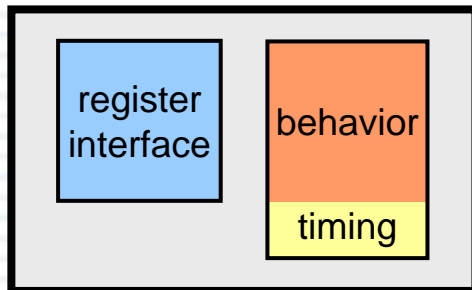 register
interface
behavior
timing